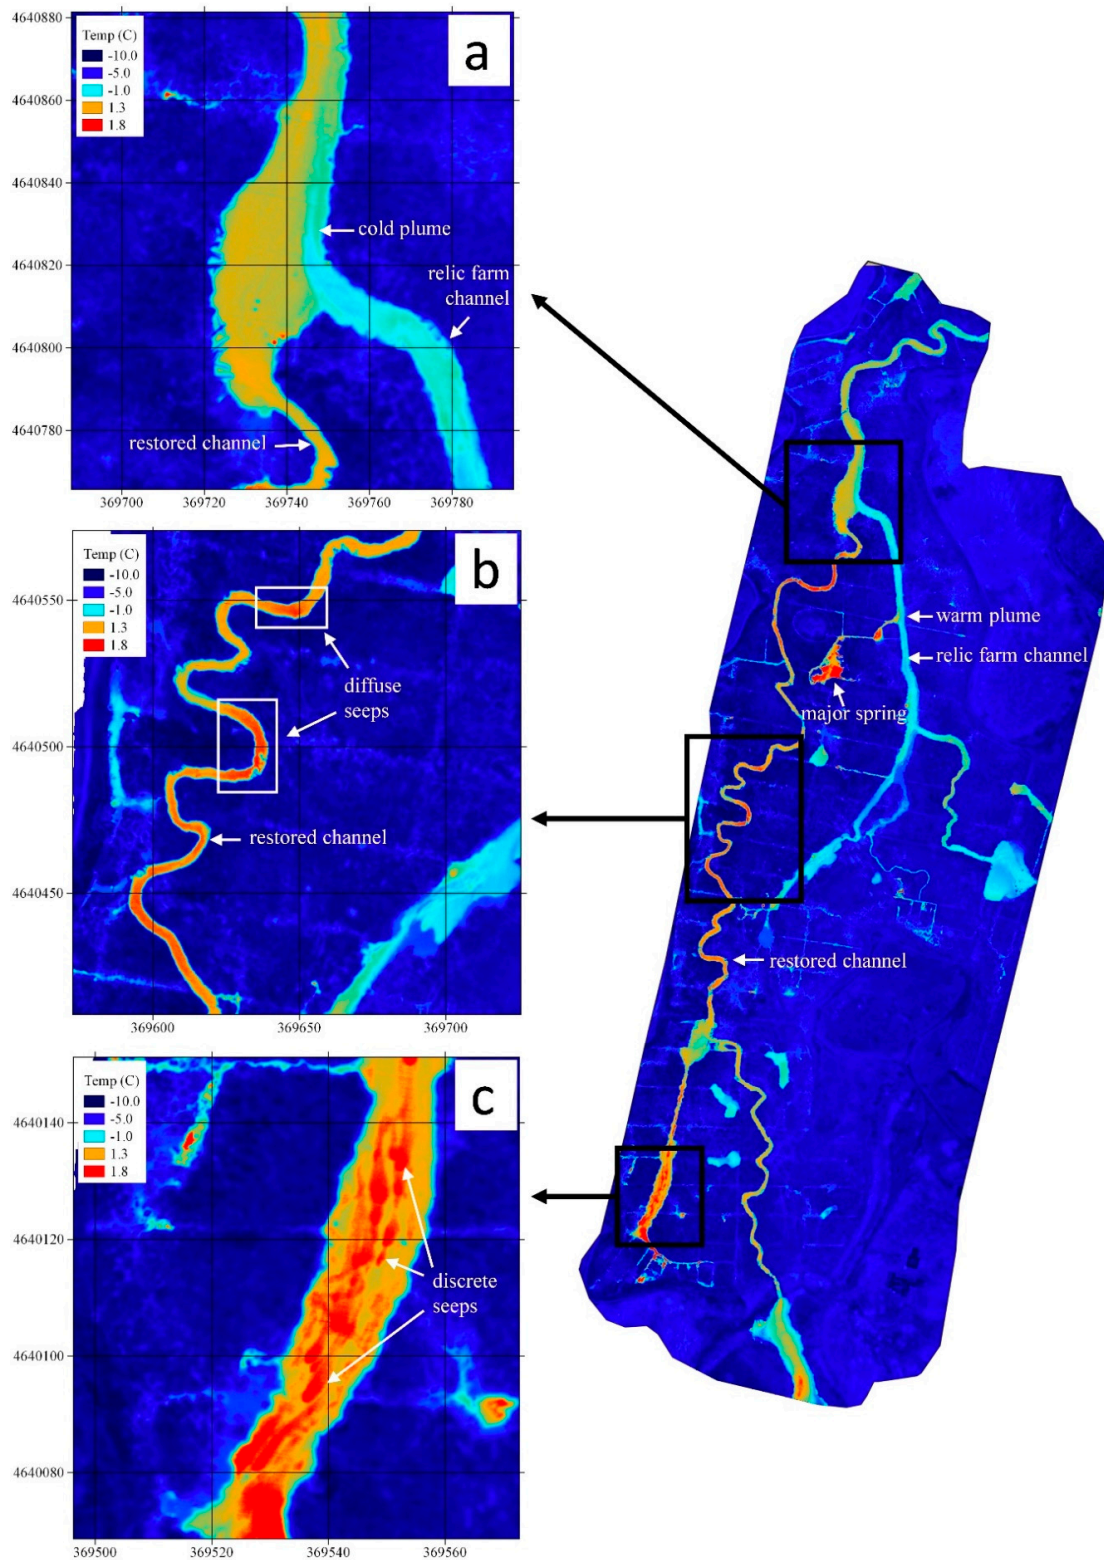 4640880
4640860
4640840
4640820
4640800
4640780
Temp (C)
-10.0
-5.0
-1.0
1.3
1.8
a
cold plume
relic farm
channel
restored channel
369700
369720
369740
369760
369780
Temp (C)
-10.0
-5.0
-1.0
1.3
1.8
b
4640550
4640500
4640450
diffuse
seeps
restored channel
369600
369650
369700
Temp (C)
-10.0
-5.0
-1.0
1.3
1.8
c
4640140
4640120
4640100
4640080
discrete
seeps
369500
369520
369540
369560
warm plume
relic farm channel
major spring
restored channel